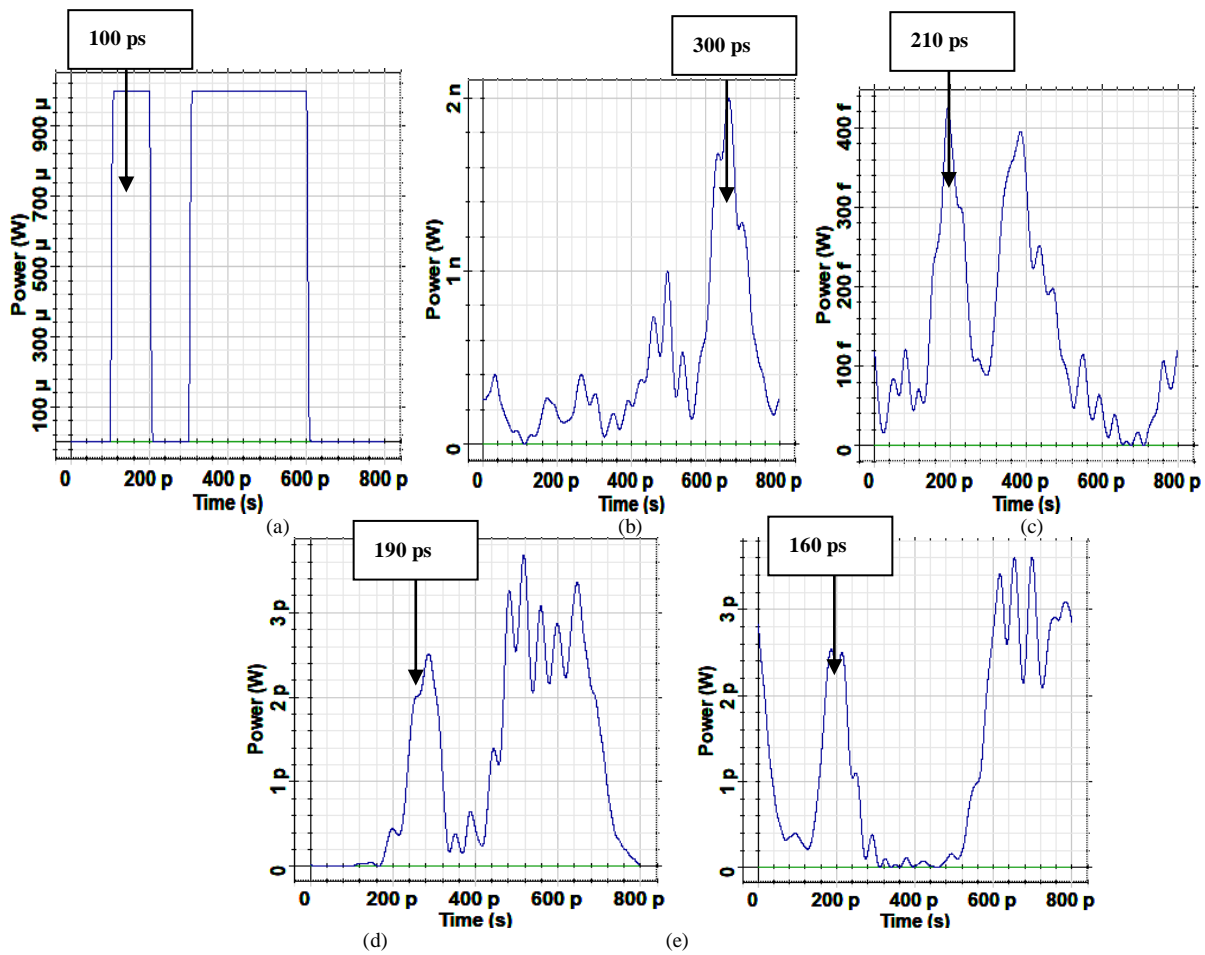 100 ps
Power (W)
100 µ 300 µ 500 µ 700 µ 900 µ
0 200 p 400 p 600 p 800 p
Time (s)
(a)
300 ps
Power (W)
0 1 n 2 n
0 200 p 400 p 600 p 800 p
Time (s)
(b)
210 ps
Power (W)
0 100 f 200 f 300 f 400 f
0 200 p 400 p 600 p 800 p
Time (s)
(c)
190 ps
Power (W)
0 1 p 2 p 3 p
200 p 400 p 600 p 800 p
Time (s)
(d)
160 ps
Power (W)
0 1 p 2 p 3 p
0 200 p 400 p 600 p 800 p
Time (s)
(e)